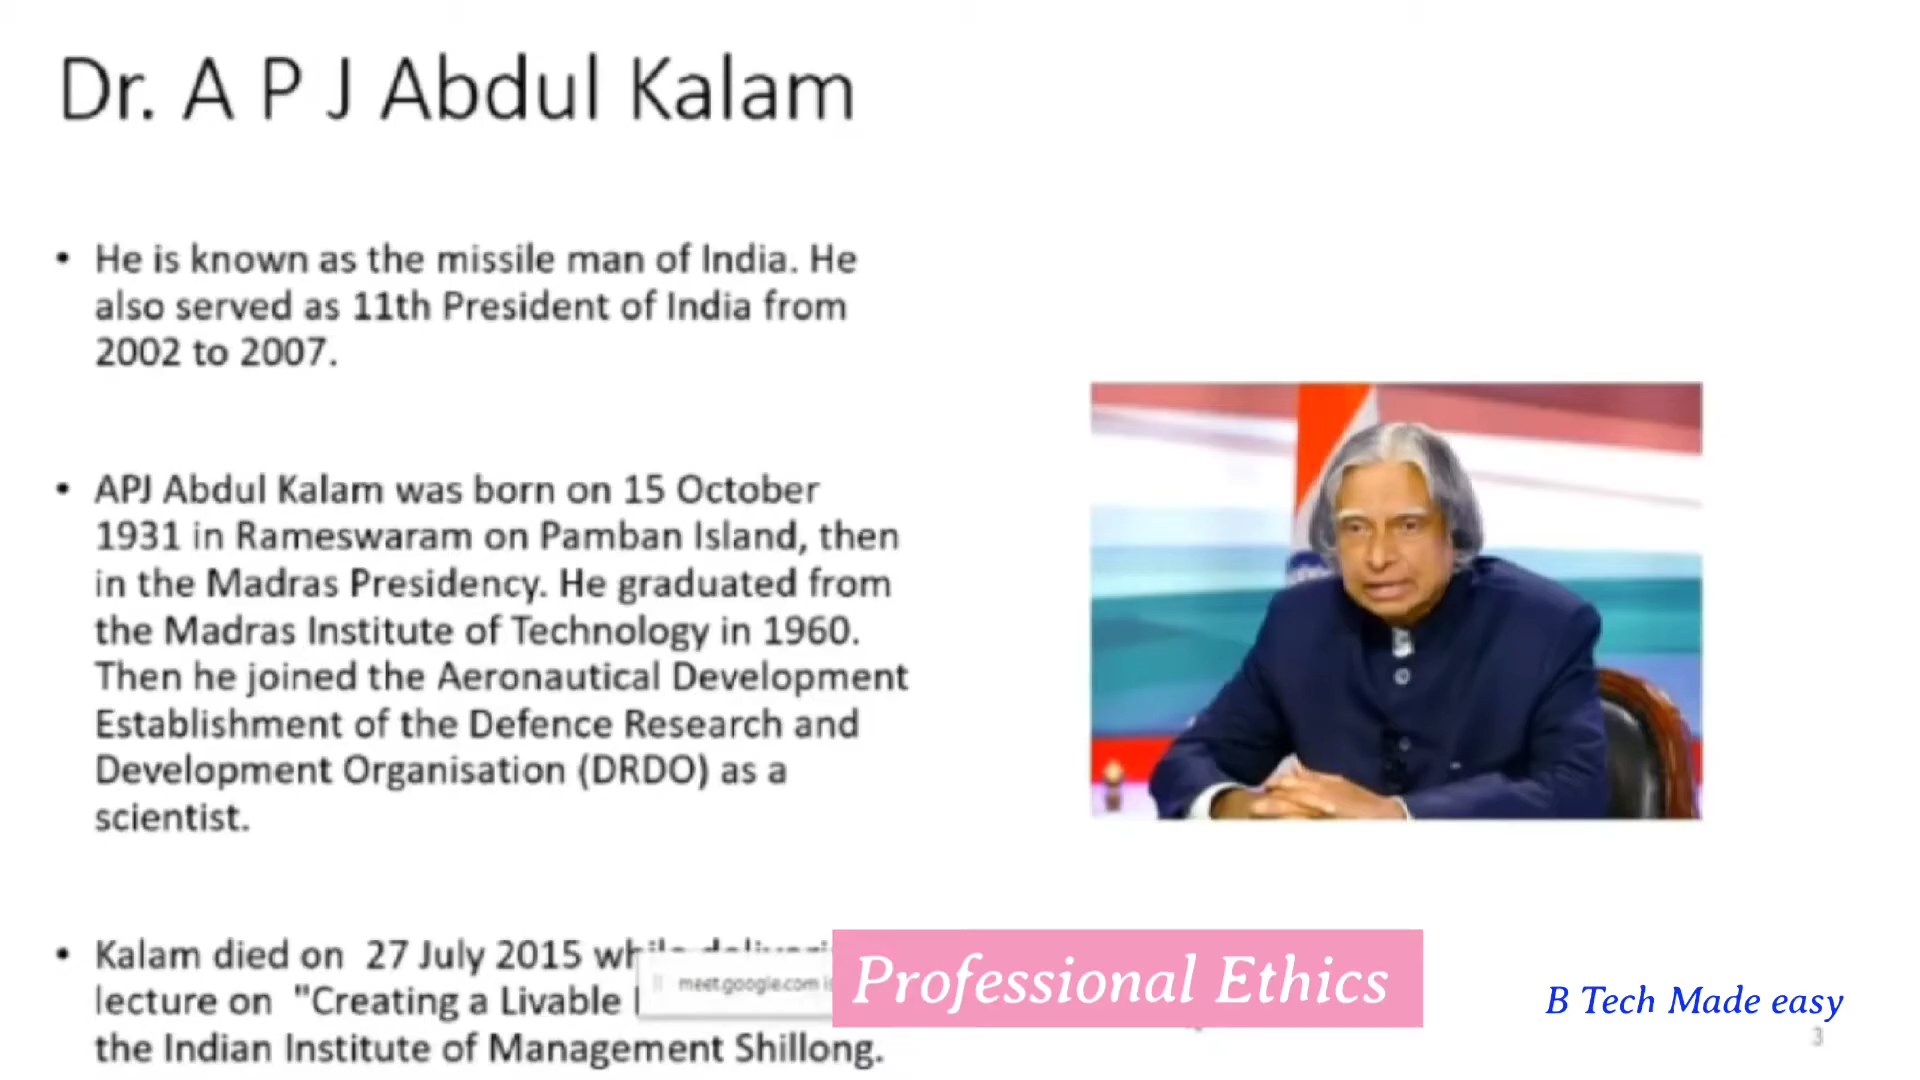 Dr. A P J Abdul Kalam
• He is known as the missile man of India. He
also served as 11th President of India from
2002 to 2007.
• APJ Abdul Kalam was born on 15 October
1931 in Rameswaram on Pamban Island, then
in the Madras Presidency. He graduated from
the Madras Institute of Technology in 1960.
Then he joined the Aeronautical Development
Establishment of the Defence Research and
Development Organisation (DRDO) as a
scientist.
• Kalam died on 27 July 2015
lecture on "Creating a Livable
the Indian Institute of Management Shillong.
meet.google.com
Professional Ethics
B Tech Made easy
3